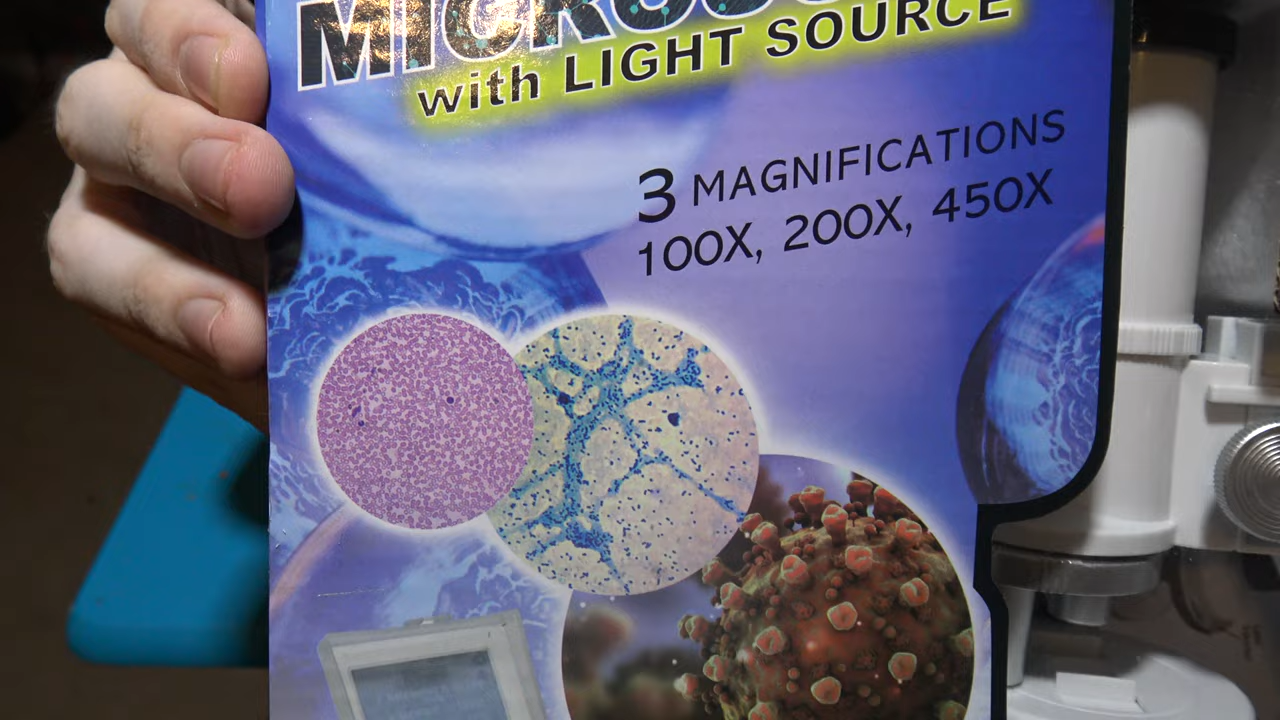 with LIGHT SOURCE
3 MAGNIFICATIONS
100X, 200X, 450X